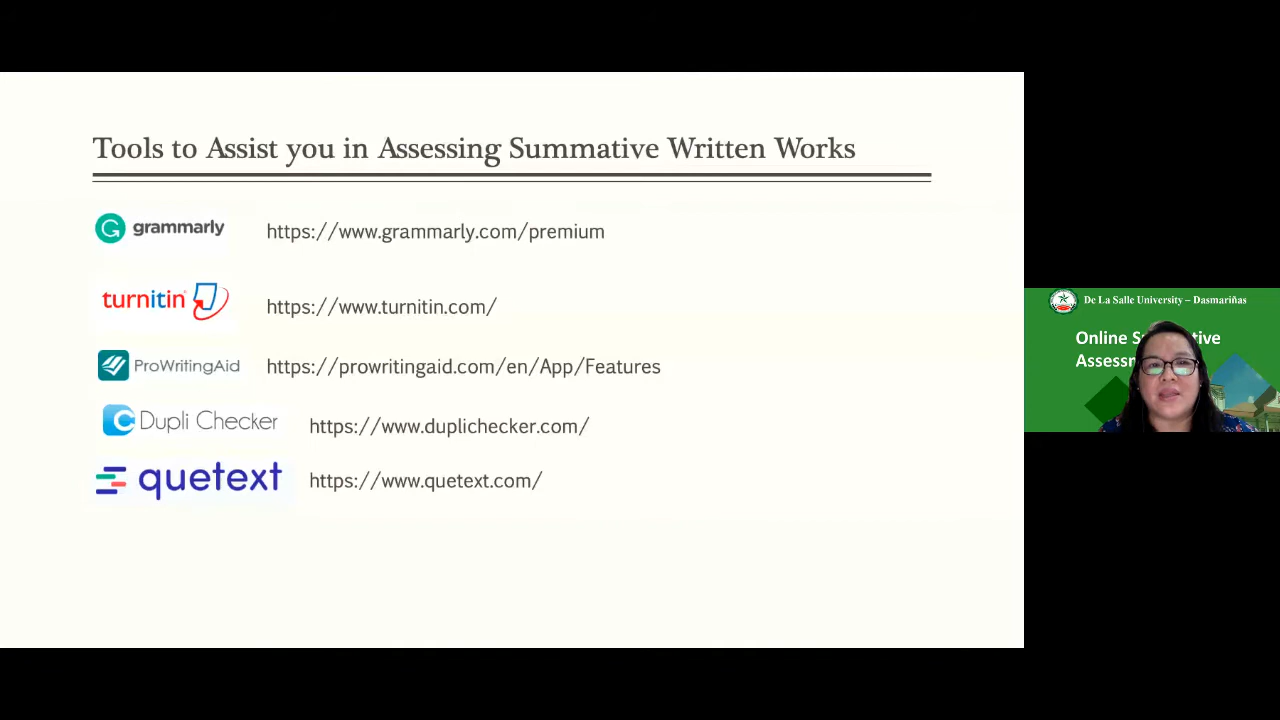 Tools to Assist you in Assessing Summative Written Works
grammarly
https://www.grammarly.com/premium
turnitin
https://www.turnitin.com/
ProWritingAid
https://prowritingaid.com/en/App/Features
Dupli Checker
https://www.duplichecker.com/
quetext
https://www.quetext.com/
De La Salle University – Dasmariñas
Online